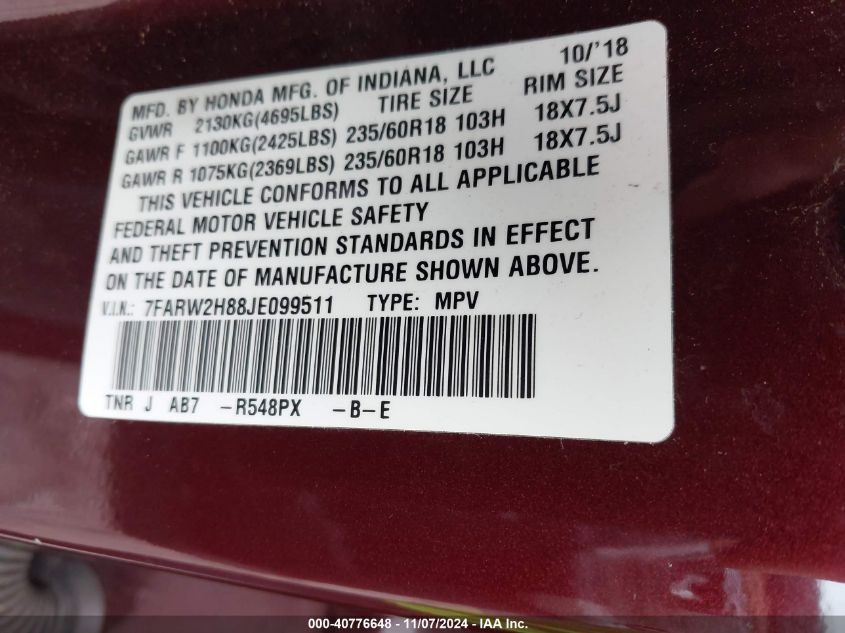 MFD. BY HONDA MFG. OF INDIANA, LLC 10/'18
GVWR 2130KG(4695LBS) TIRE SIZE RIM SIZE
GAWR F 1100KG(2425LBS) 235/60R18 103H 18X7.5J
GAWR R 1075KG(2369LBS) 235/60R18 103H 18X7.5J
THIS VEHICLE CONFORMS TO ALL APPLICABLE
FEDERAL MOTOR VEHICLE SAFETY
AND THEFT PREVENTION STANDARDS IN EFFECT
ON THE DATE OF MANUFACTURE SHOWN ABOVE.
V.I.N.: 7FARW2H88JE099511 TYPE: MPV
TNR J AB7 -R548PX -B-E
000-40776648 - 11/07/2024 - IAA Inc.